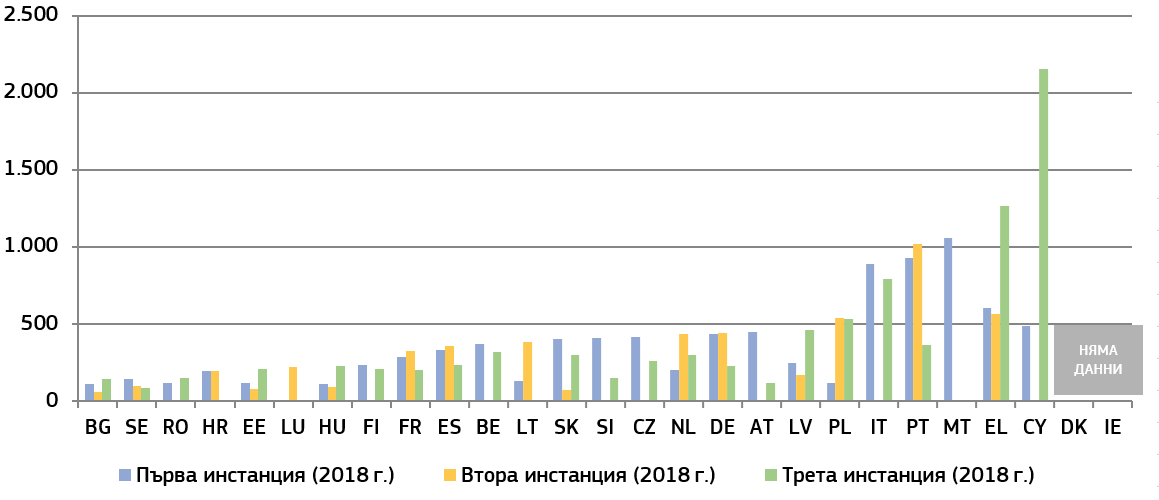 2.500
2.000
1.500
1.000
500
0
НЯМА
ДАННИ
BG SE RO HR EE LU HU FI FR ES BE LT SK SI CZ NL DE AT LV PL IT PT MT EL CY DK IE
Първа инстанция (2018 г.) Втора инстанция (2018 г.) Трета инстанция (2018 г.)